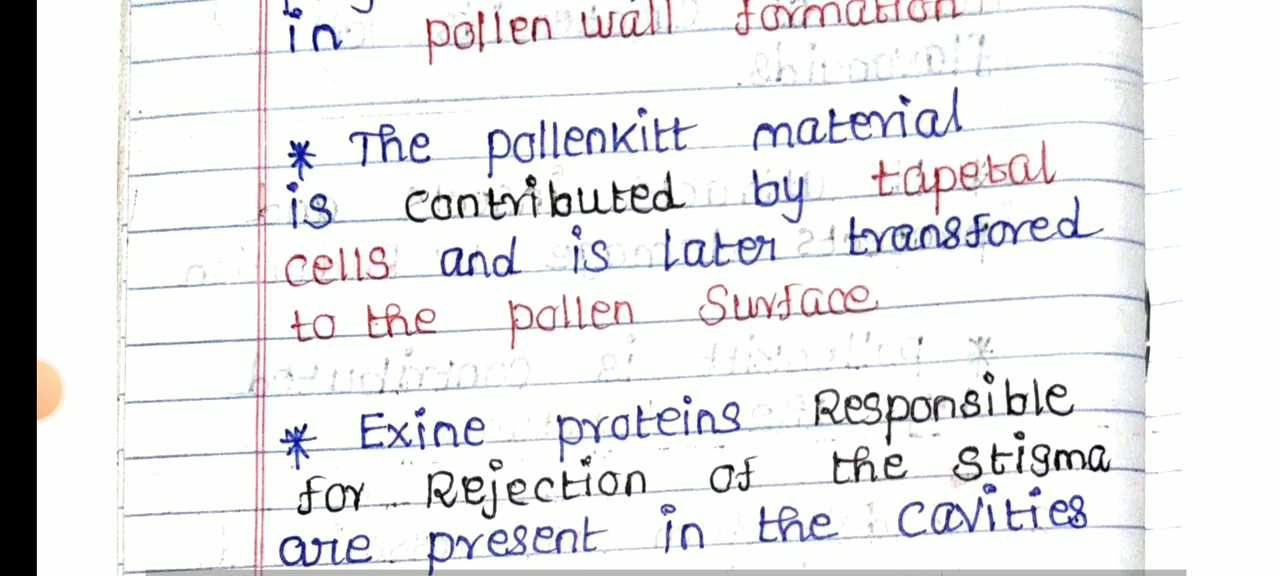 in pollen wall formation
* The pollenkitt material
is contributed by tapetal
cells and is later transfored
to the pollen Surface
* Exine proteins Responsible
for Rejection of the stigma
are present in the cavities